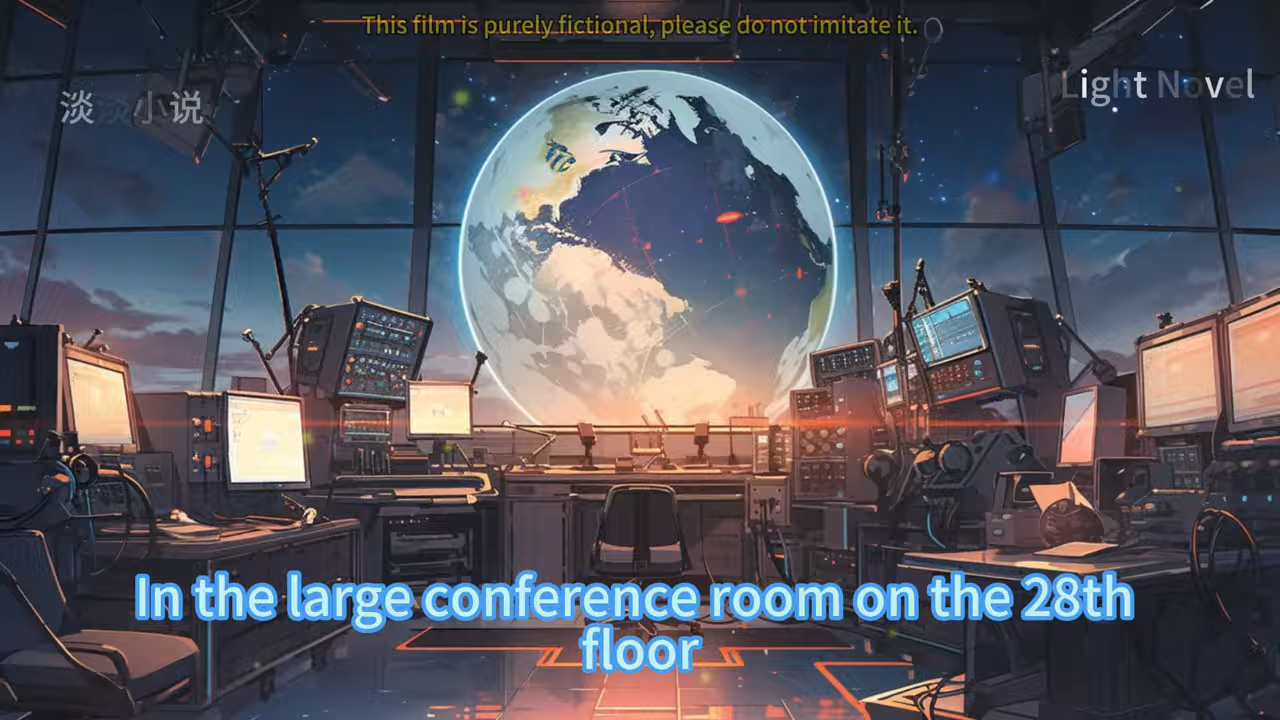 This film is purely fictional, please do not imitate it.
淡淡小说
Light Novel
In the large conference room on the 28th
floor